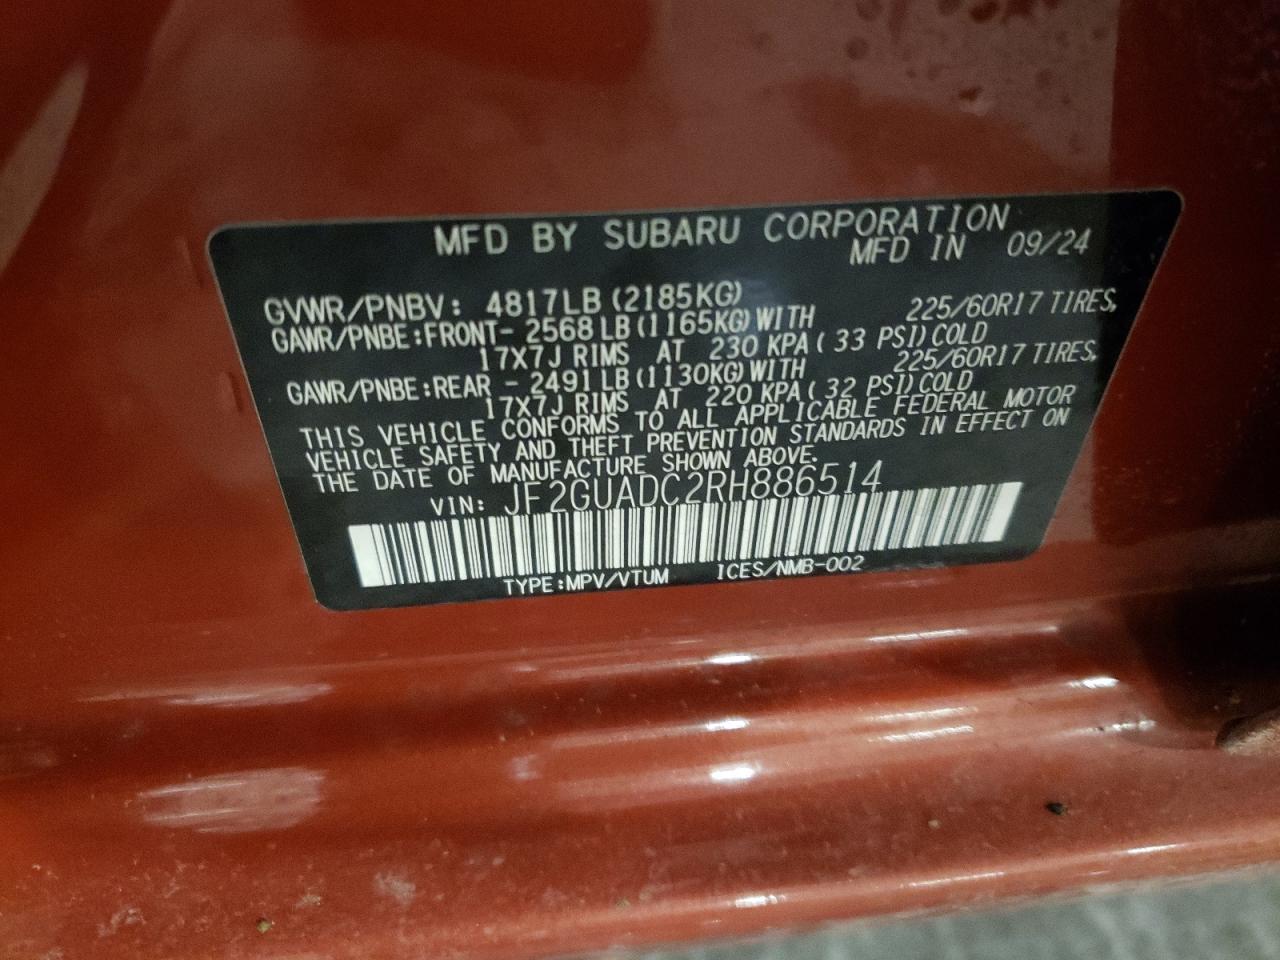 MFD BY SUBARU CORPORATION
MFD IN 09/24
GVWR/PNBV: 4817LB (2185KG)
GAWR/PNBE:FRONT- 2568 LB (1165KG) WITH 225/60R17 TIRES,
17X7J RIMS AT 230 KPA ( 33 PSI) COLD
GAWR/PNBE:REAR - 2491 LB (1130KG) WITH 225/60R17 TIRES,
17X7J RIMS AT 220 KPA ( 32 PSI) COLD
THIS VEHICLE CONFORMS TO ALL APPLICABLE FEDERAL MOTOR
VEHICLE SAFETY AND THEFT PREVENTION STANDARDS IN EFFECT ON
THE DATE OF MANUFACTURE SHOWN ABOVE.
VIN: JF2GUADC2RH886514
TYPE:MPV/VTUM ICES/NMB-002